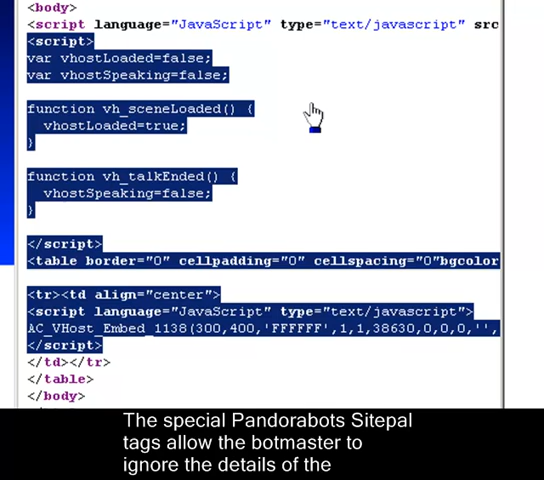 <body>
<script language="JavaScript" type="text/javascript" src
<script>
var vhostLoaded=false;
var vhostSpeaking=false;
function vh_sceneLoaded() {
vhostLoaded=true;
}
function vh_talkEnded() {
vhostSpeaking=false;
}
</script>
<table border="0" cellpadding="0" cellspacing="0"bgcolor
<tr><td align="center">
<script language="JavaScript" type="text/javascript">
AC_VHost_Embed_1138(300,400,'FFFFFF',1,1,38630,0,0,0,'',
</script>
</td></tr>
</table>
</body>
The special Pandorabots Sitepal
tags allow the botmaster to
ignore the details of the